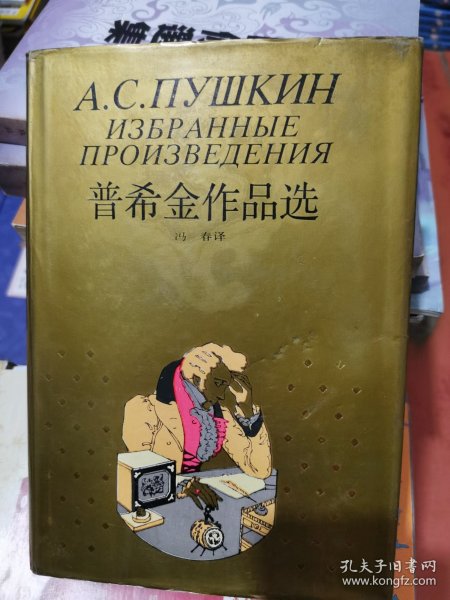 А.С.ПУШКИН
ИЗБРАННЫЕ
ПРОИЗВЕДЕНИЯ
普希金作品选
冯 春译
孔夫子旧书网
www.kongfz.com